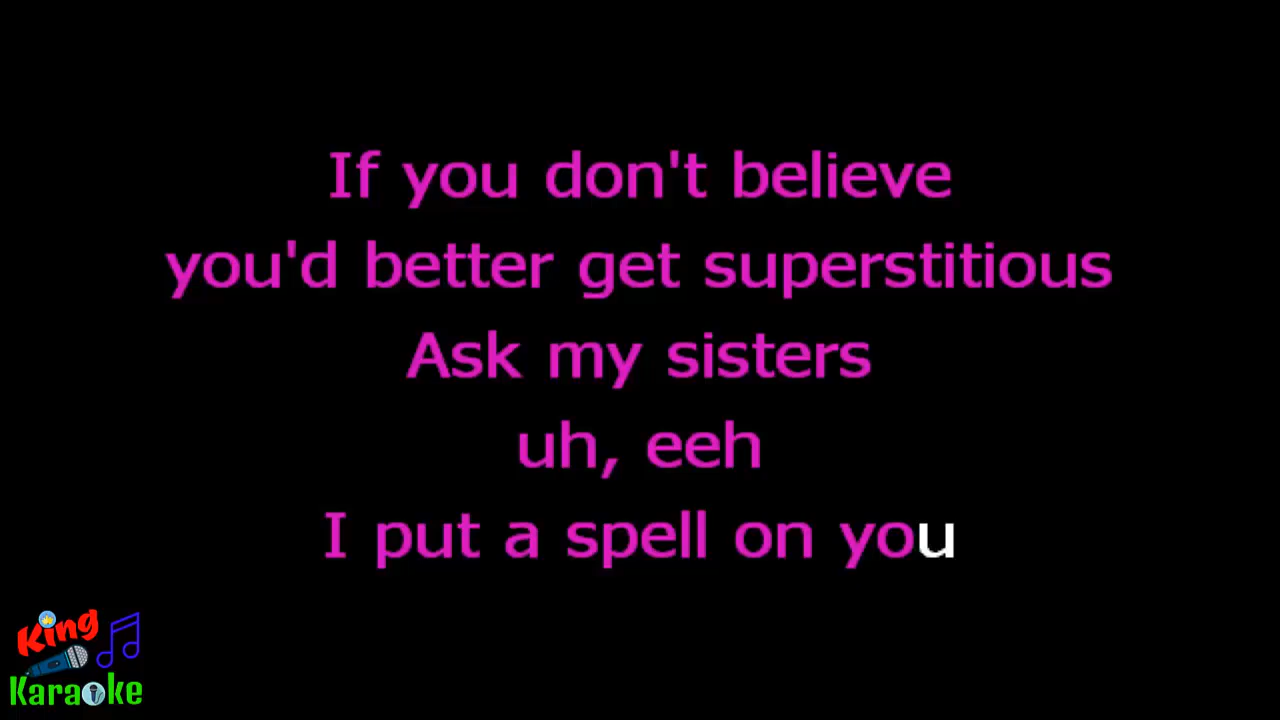 If you don't believe
you'd better get superstitious
Ask my sisters
uh, eeh
I put a spell on you
King
Karaoke